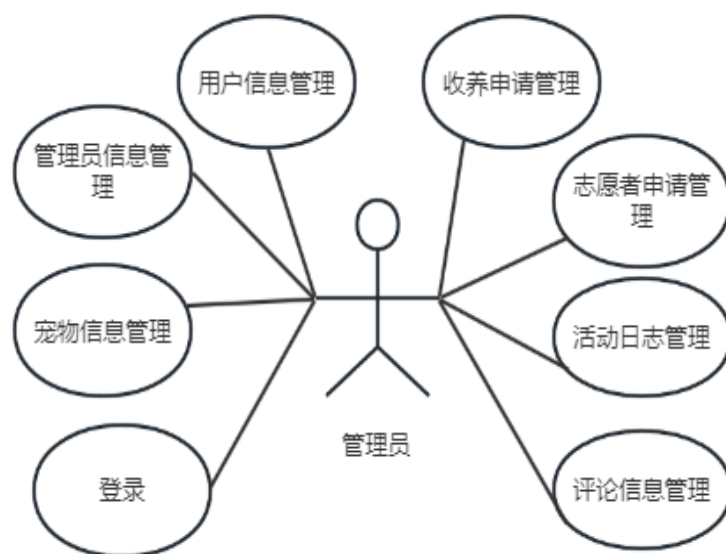 用户信息管理
收养申请管理
管理员信息管
理
志愿者申请管
理
宠物信息管理
活动日志管理
管理员
登录
评论信息管理